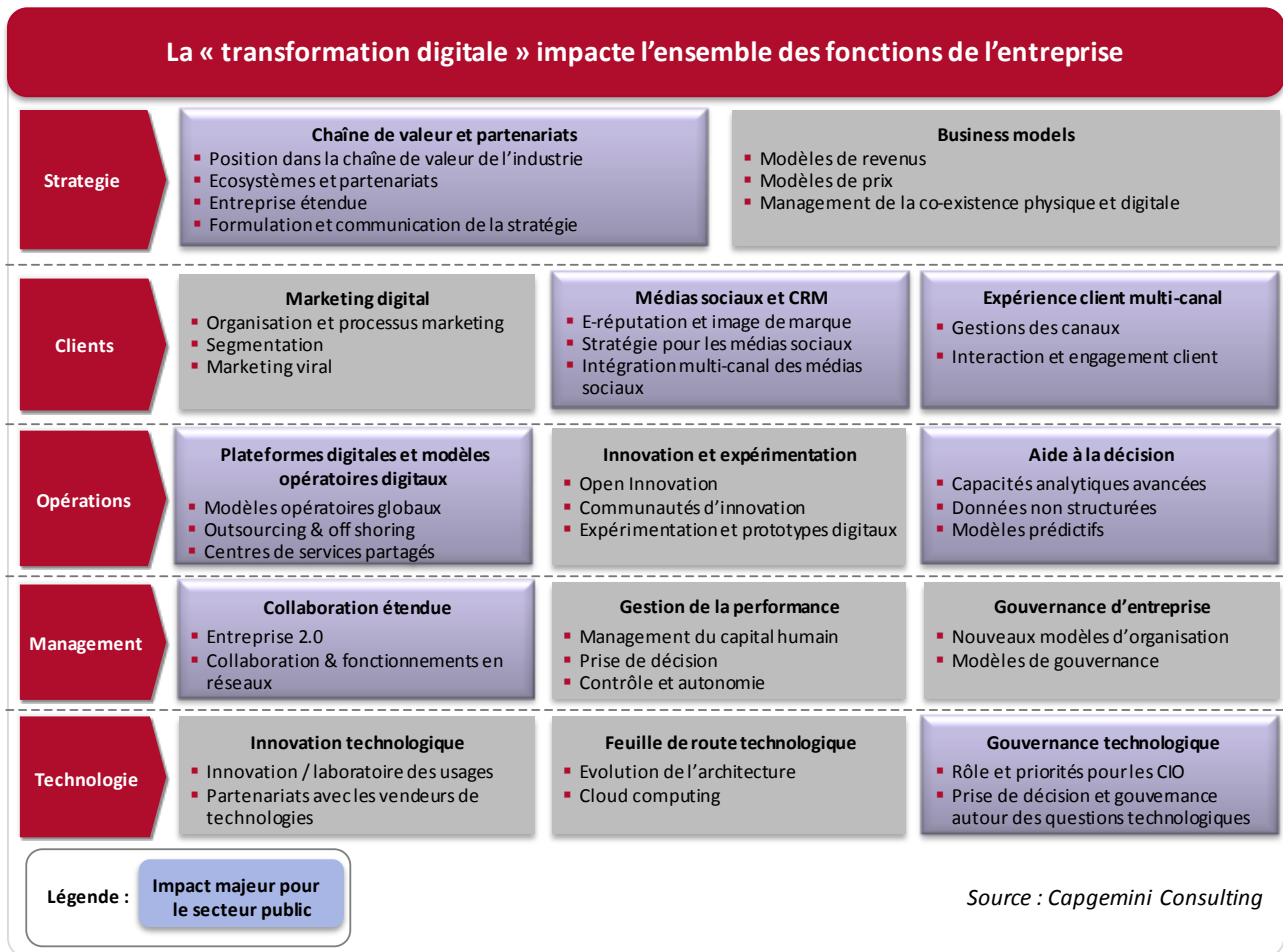 La « transformation digitale » impacte l'ensemble des fonctions de l'entreprise
Strategie
Chaîne de valeur et partenariats
▪ Position dans la chaîne de valeur de l'industrie
▪ Ecosystèmes et partenariats
▪ Entreprise étendue
▪ Formulation et communication de la stratégie
Business models
▪ Modèles de revenus
▪ Modèles de prix
▪ Management de la co-existence physique et digitale
Clients
Marketing digital
▪ Organisation et processus marketing
▪ Segmentation
▪ Marketing viral
Médias sociaux et CRM
▪ E-réputation et image de marque
▪ Stratégie pour les médias sociaux
▪ Intégration multi-canal des médias
sociaux
Expérience client multi-canal
▪ Gestions des canaux
▪ Interaction et engagement client
Opérations
Plateformes digitales et modèles
opératoires digitaux
▪ Modèles opératoires globaux
▪ Outsourcing & off shoring
▪ Centres de services partagés
Innovation et expérimentation
▪ Open Innovation
▪ Communautés d'innovation
▪ Expérimentation et prototypes digitaux
Aide à la décision
▪ Capacités analytiques avancées
▪ Données non structurées
▪ Modèles prédictifs
Management
Collaboration étendue
▪ Entreprise 2.0
▪ Collaboration & fonctionnements en
réseaux
Gestion de la performance
▪ Management du capital humain
▪ Prise de décision
▪ Contrôle et autonomie
Gouvernance d'entreprise
▪ Nouveaux modèles d'organisation
▪ Modèles de gouvernance
Technologie
Innovation technologique
▪ Innovation / laboratoire des usages
▪ Partenariats avec les vendeurs de
technologies
Feuille de route technologique
▪ Evolution de l'architecture
▪ Cloud computing
Gouvernance technologique
▪ Rôle et priorités pour les CIO
▪ Prise de décision et gouvernance
autour des questions technologiques
Légende :
Impact majeur pour
le secteur public
Source : Capgemini Consulting